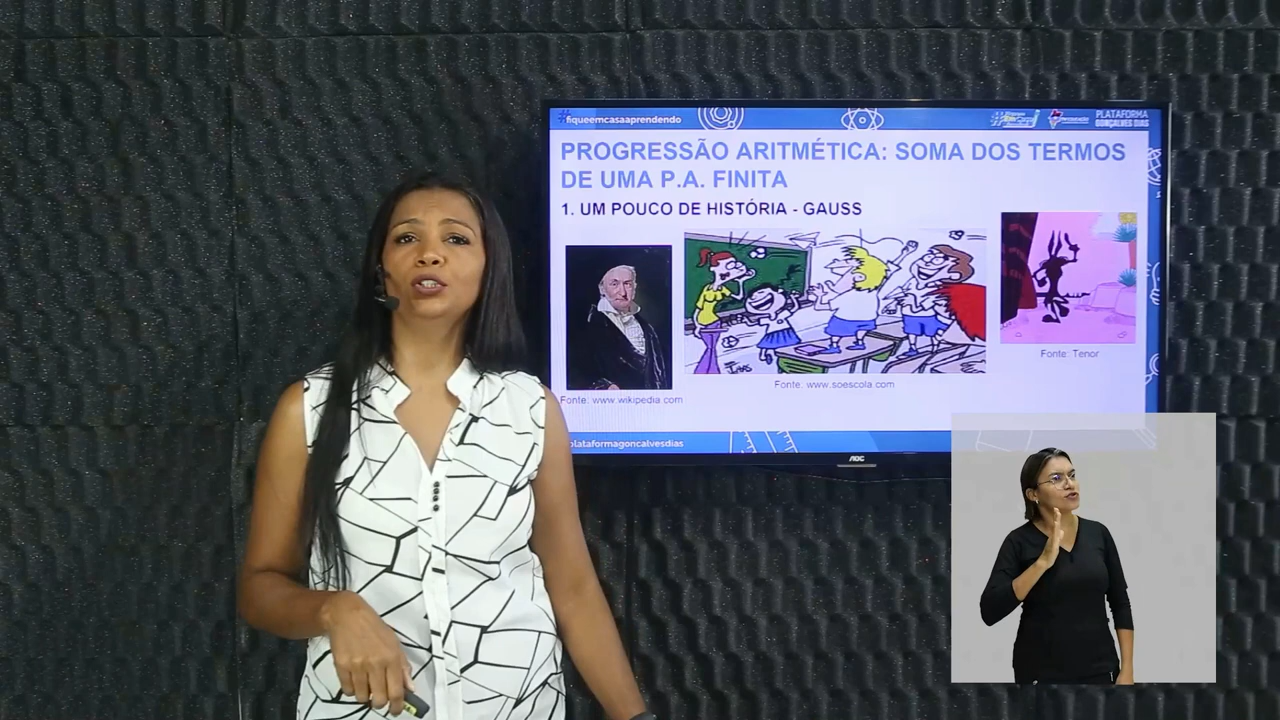 #fiqueemcasaaprendendo
PLATAFORMA
GONÇALVES DIAS
PROGRESSÃO ARITMÉTICA: SOMA DOS TERMOS
DE UMA P.A. FINITA
1. UM POUCO DE HISTÓRIA - GAUSS
Fonte: Tenor
Fonte: www.soescola.com
Fonte: www.wikipedia.com
plataformagoncalvesdias
AOC